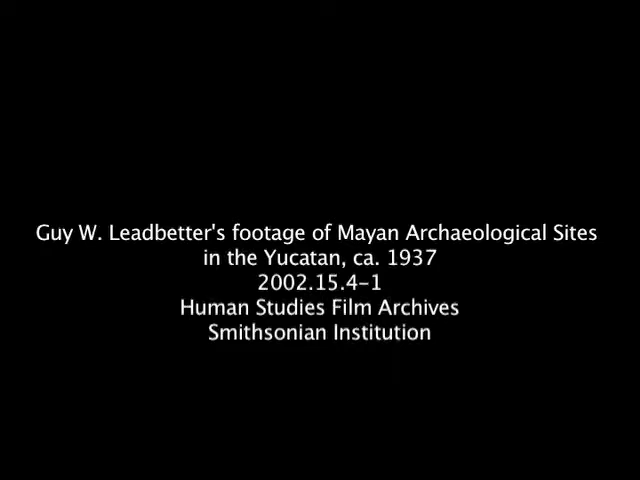 Guy W. Leadbetter's footage of Mayan Archaeological Sites
in the Yucatan, ca. 1937
2002.15.4-1
Human Studies Film Archives
Smithsonian Institution